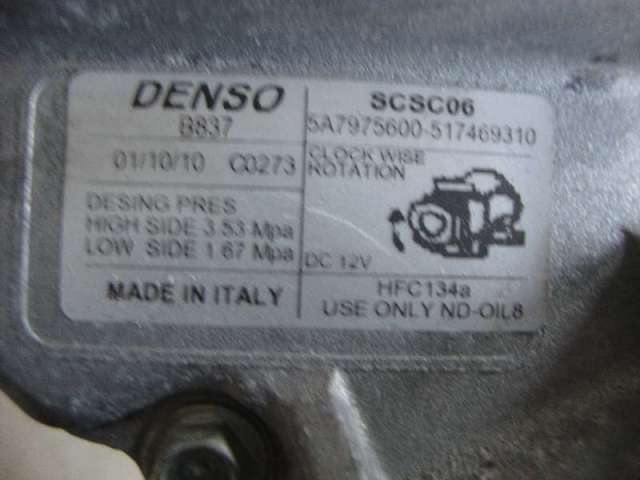 DENSO
B837
SCSC06
5A7975600-517469310
01/10/10 C0273
CLOCK WISE
ROTATION
DESING PRES
HIGH SIDE 3.53 Mpa
LOW SIDE 1.67 Mpa
DC 12V
MADE IN ITALY
HFC134a
USE ONLY ND-OIL8